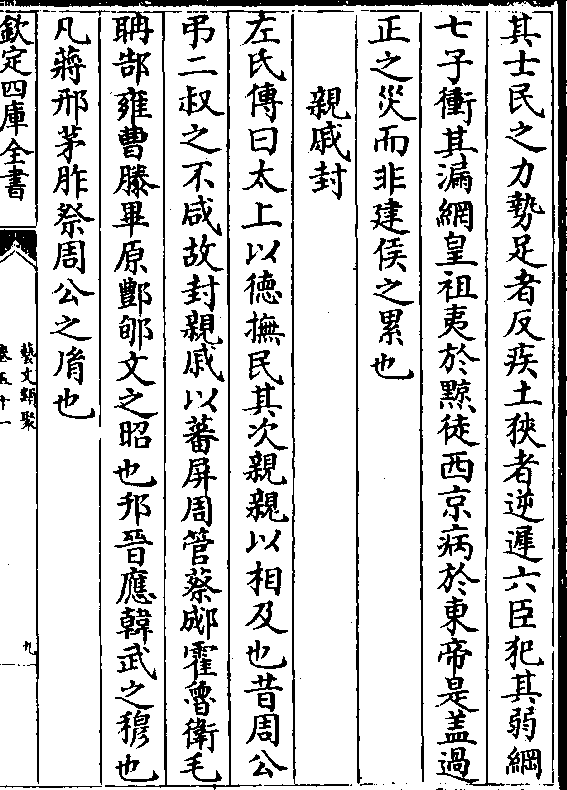 其士民之力勢足者反疾土狹者逆遲六臣犯其弱綱
七子衝其漏網皇祖夷於黥徒西京病於東帝是盖過
正之災而非建侯之累也
親戚封
左氏傳曰太上以德撫民其次親親以相及也昔周公
弔二叔之不咸故封親戚以蕃屏周管蔡郕霍魯衛毛
聃郜雍曹滕畢原酆郇文之昭也邘晉應韓武之穆也
凡蔣邢茅胙祭周公之胤也
欽定四庫全書
藝文類聚
卷五十一
九